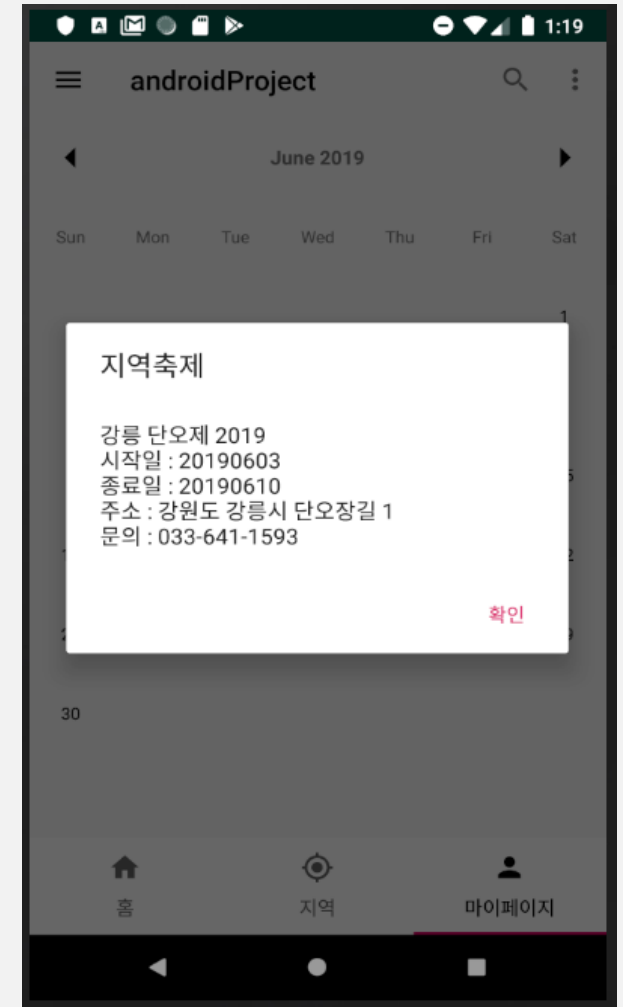 1:19
androidProject
June 2019
Sun Mon Tue Wed Thu Fri Sat
1
지역축제
강릉 단오제 2019
시작일 : 20190603
종료일 : 20190610
주소 : 강원도 강릉시 단오장길 1
문의 : 033-641-1593
확인
30
홈 지역 마이페이지